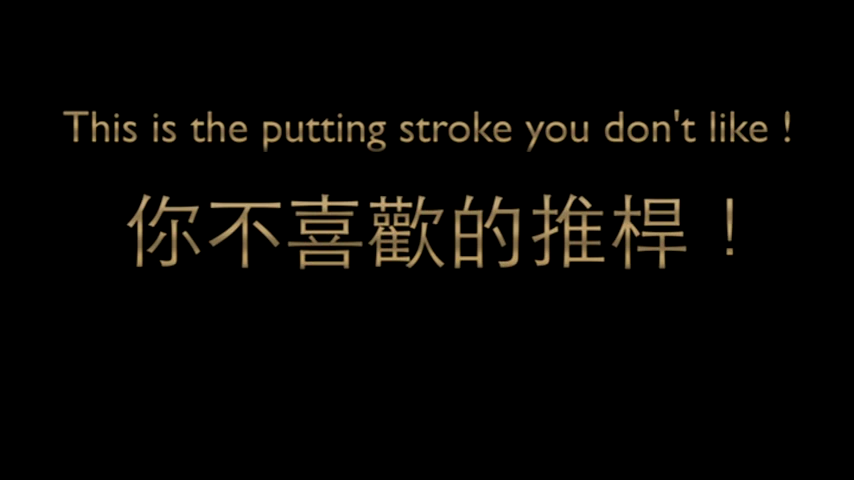 This is the putting stroke you don't like !
你不喜歡的推桿！